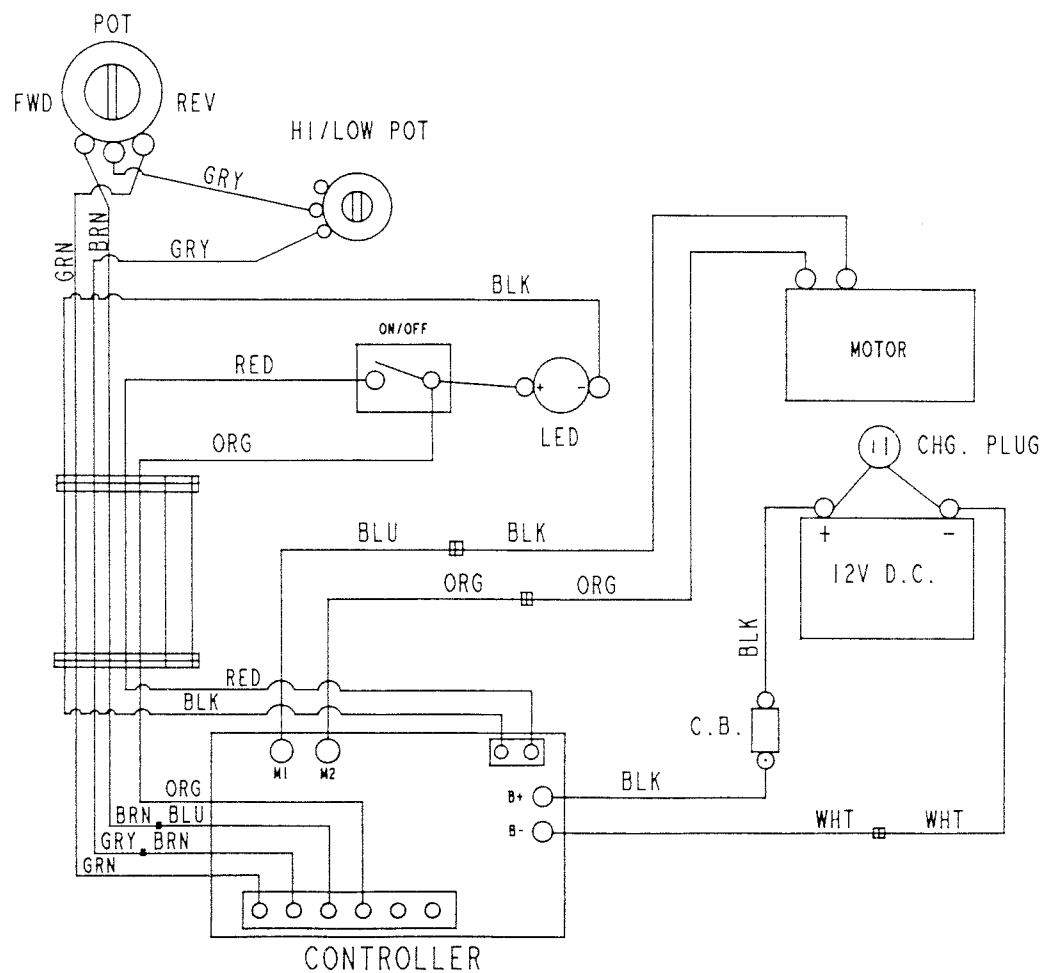 POT
FWD
REV
HI/LOW POT
GRY
GRN
BRN
GRY
BLK
ON/OFF
RED
+
-
LED
MOTOR
ORG
CHG. PLUG
+
-
12V D.C.
BLU
BLK
ORG
ORG
BLK
RED
BLK
C.B.
M1
M2
ORG
B+
BLK
BRN
BLU
B-
WHT
WHT
GRY
BRN
GRN
CONTROLLER